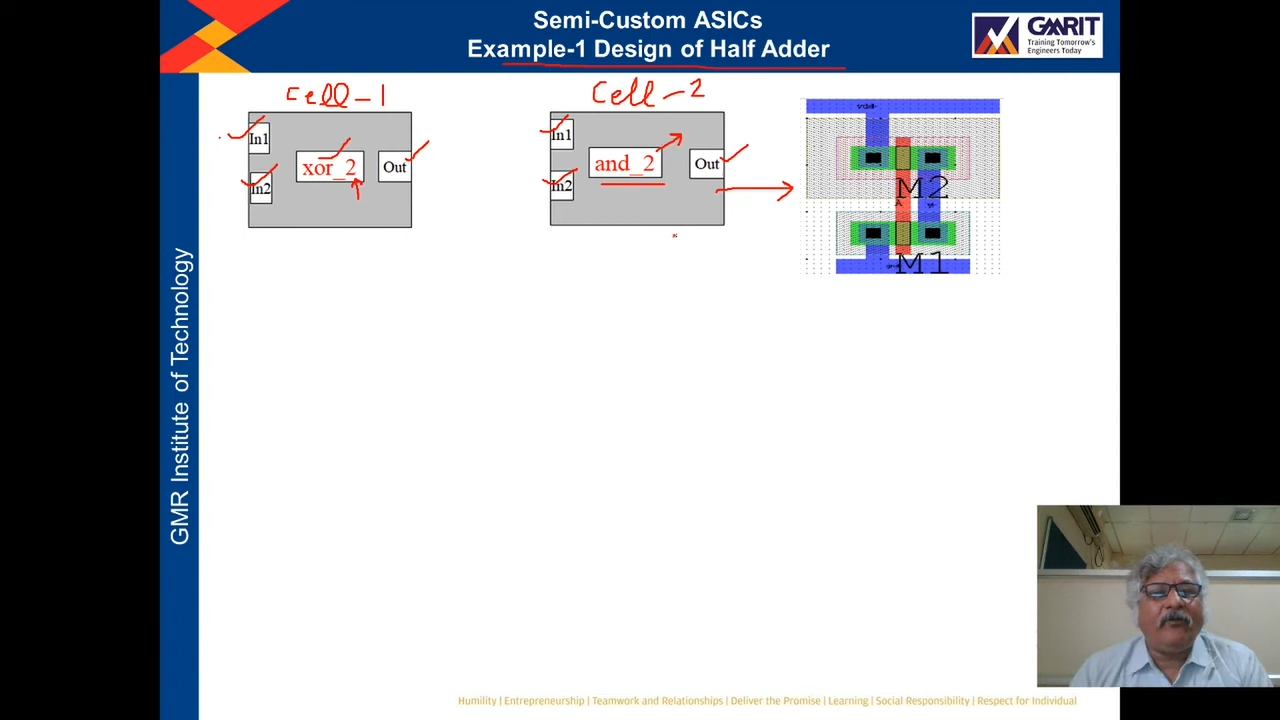 Semi-Custom ASICs
Example-1 Design of Half Adder
GMRIT
Training Tomorrow's
Engineers Today
GMR Institute of Technology
Cell-1
In1
In2
xor_2
Out
Cell-2
In1
In2
and_2
Out
M2
A
M1
Humility | Entrepreneurship | Teamwork and Relationships | Deliver the Promise | Learning | Social Responsibility | Respect for Individual